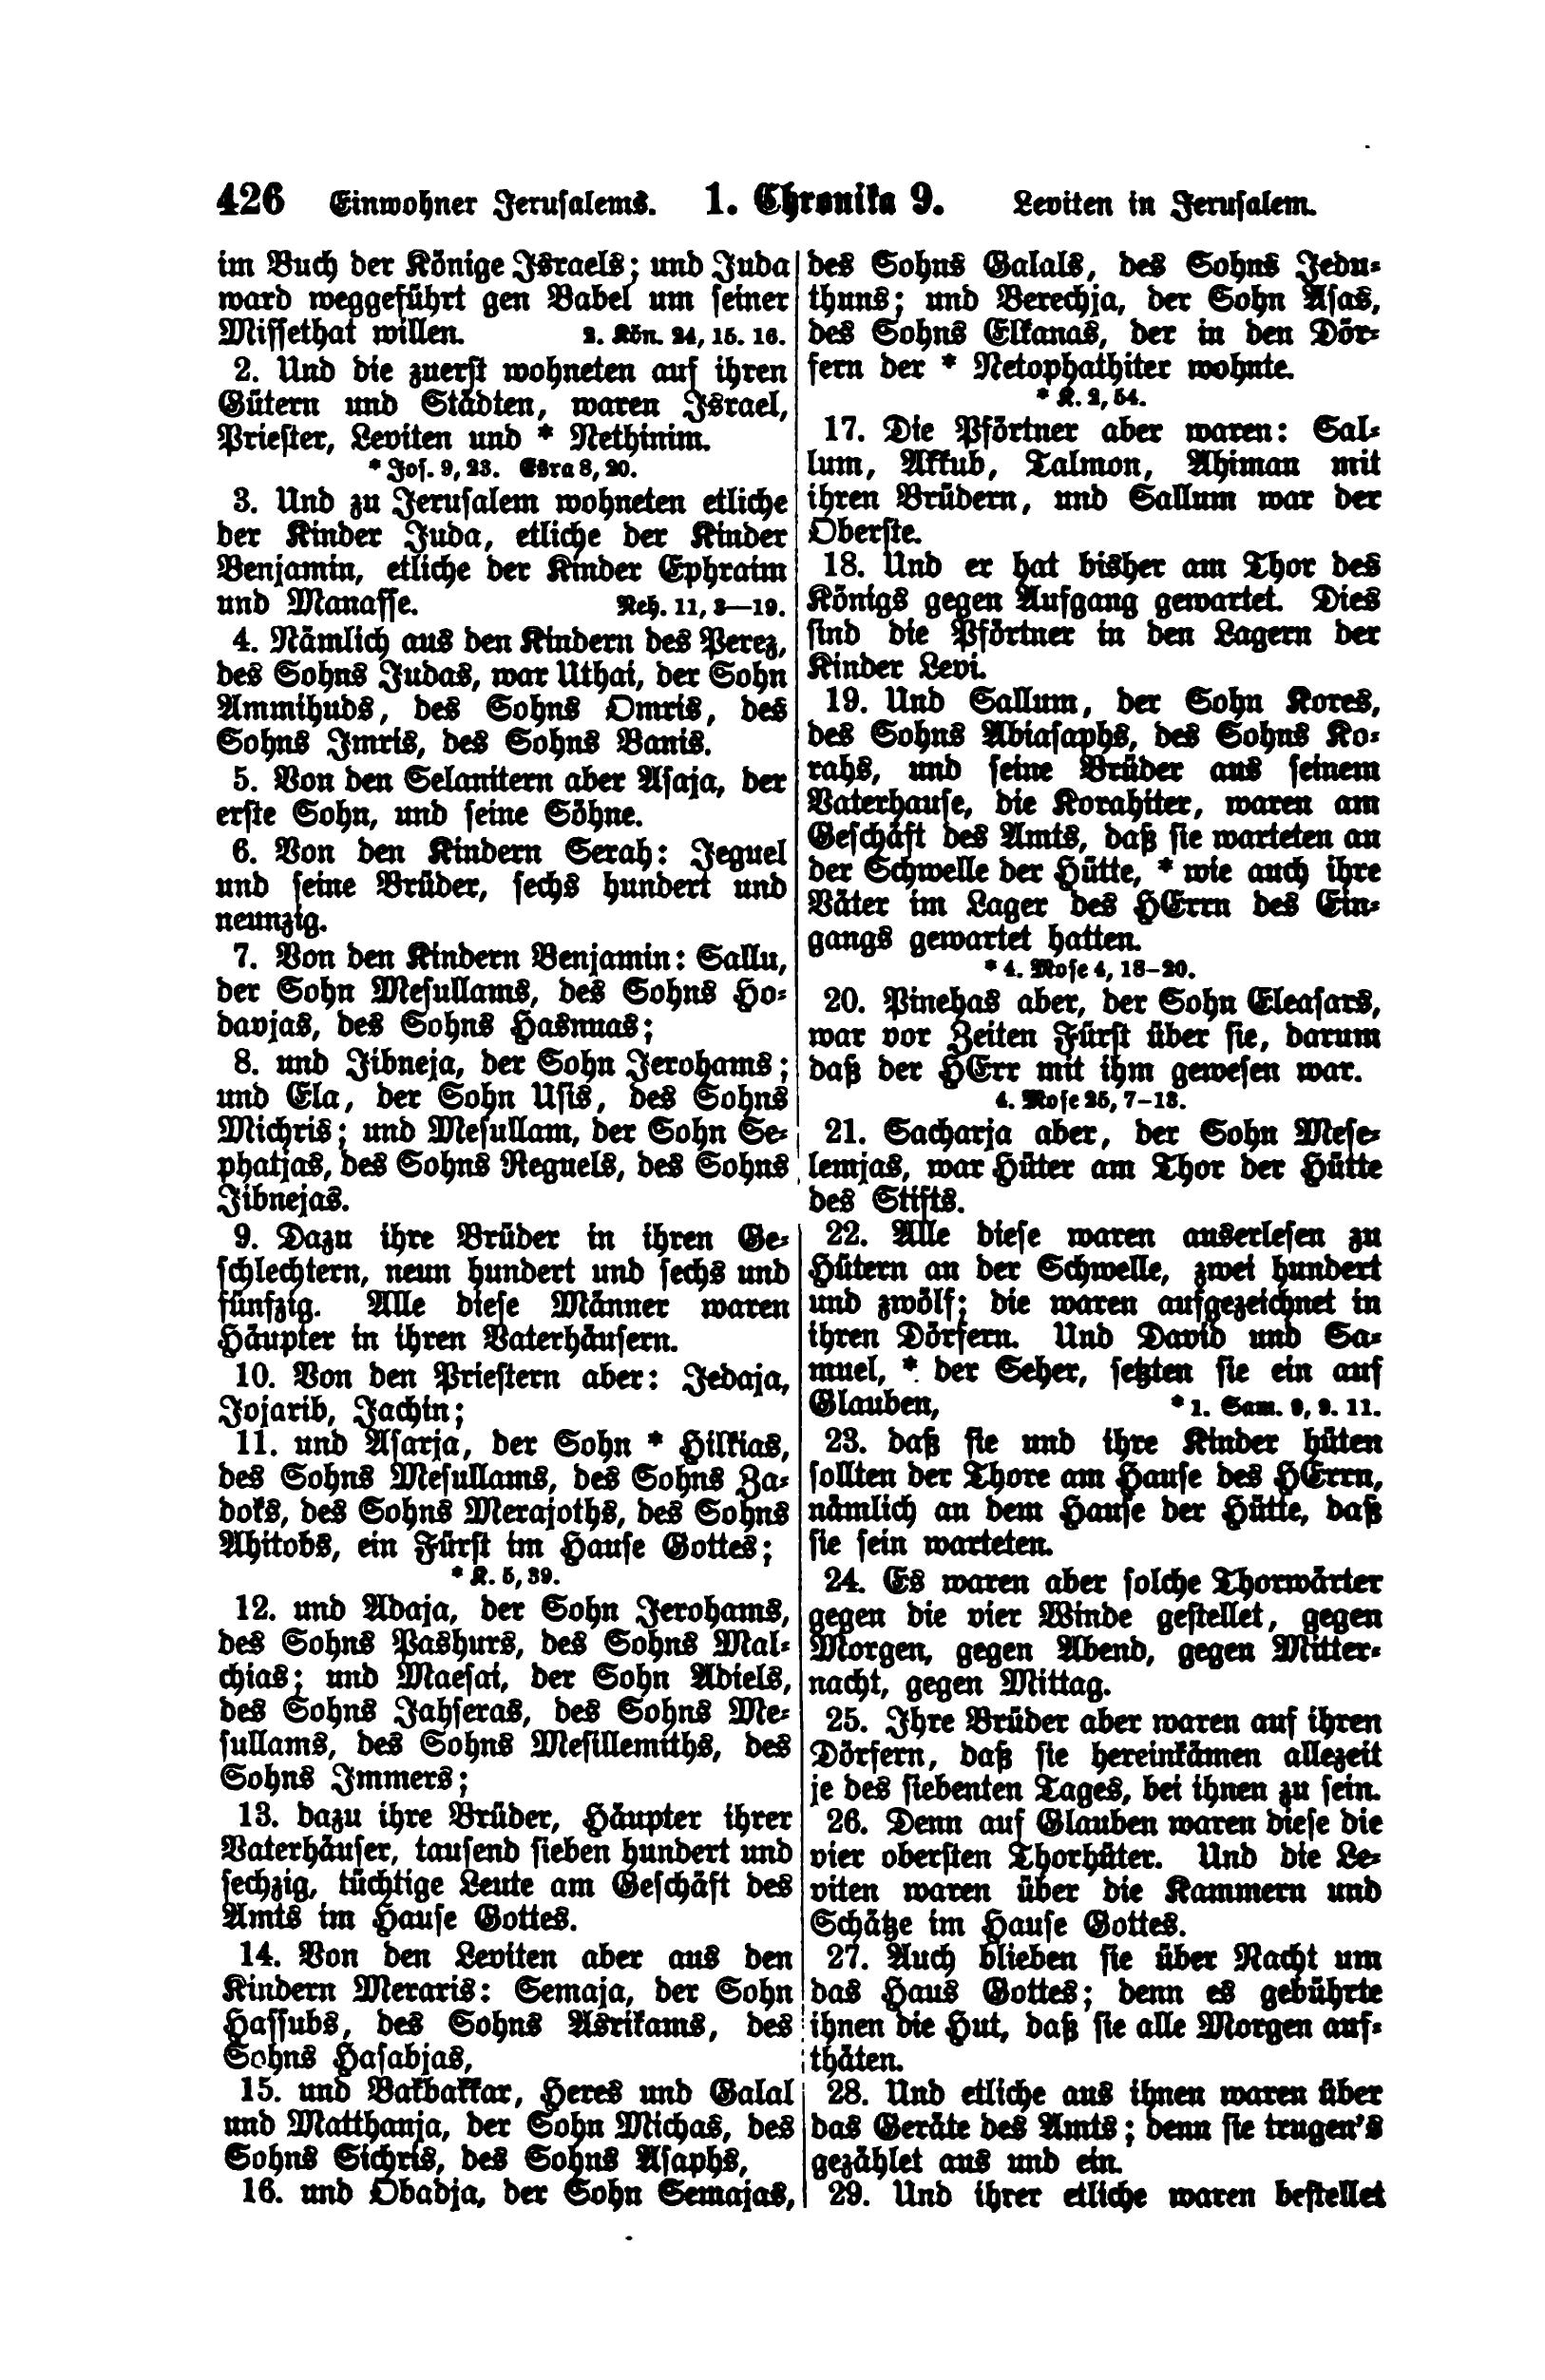 426 Einwohner Jerusalems. 1. Chronika 9. Leviten in Jerusalem.
im Buch der Könige Israels; und Juda
ward weggeführt gen Babel um seiner
Missethat willen. 2. Kön. 24, 15. 16.
2. Und die zuerst wohneten auf ihren
Gütern und Städten, waren Israel,
Priester, Leviten und * Nethinim.
* Jos. 9, 23. Esra 8, 20.
3. Und zu Jerusalem wohneten etliche
der Kinder Juda, etliche der Kinder
Benjamin, etliche der Kinder Ephraim
und Manasse. Neh. 11, 3—19.
4. Nämlich aus den Kindern des Perez,
des Sohns Judas, war Uthai, der Sohn
Ammihuds, des Sohns Omris, des
Sohns Imris, des Sohns Banis.
5. Von den Selanitern aber Asaja, der
erste Sohn, und seine Söhne.
6. Von den Kindern Serah: Jeguel
und seine Brüder, sechs hundert und
neunzig.
7. Von den Kindern Benjamin: Sallu,
der Sohn Mesullams, des Sohns Ho-
davjas, des Sohns Hasnuas;
8. und Jibneja, der Sohn Jerohams;
und Ela, der Sohn Usis, des Sohns
Michris; und Mesullam, der Sohn Se-
phatjas, des Sohns Reguels, des Sohns
Jibnejas.
9. Dazu ihre Brüder in ihren Ge-
schlechtern, neun hundert und sechs und
fünfzig. Alle diese Männer waren
Häupter in ihren Vaterhäusern.
10. Von den Priestern aber: Jedaja,
Jojarib, Jachin;
11. und Asarja, der Sohn * Hilkias,
des Sohns Mesullams, des Sohns Za-
doks, des Sohns Merajoths, des Sohns
Ahitobs, ein Fürst im Hause Gottes;
* K. 5, 39.
12. und Adaja, der Sohn Jerohams,
des Sohns Pashurs, des Sohns Mal-
chias; und Maesai, der Sohn Adiels,
des Sohns Jahseras, des Sohns Me-
sullams, des Sohns Mesillemiths, des
Sohns Immers;
13. dazu ihre Brüder, Häupter ihrer
Vaterhäuser, tausend sieben hundert und
sechzig, tüchtige Leute am Geschäft des
Amts im Hause Gottes.
14. Von den Leviten aber aus den
Kindern Meraris: Semaja, der Sohn
Hassubs, des Sohns Asrikams, des
Sohns Hasabjas,
15. und Bakbakkar, Heres und Galal
und Matthanja, der Sohn Michas, des
Sohns Sichris, des Sohns Asaphs,
16. und Obadja, der Sohn Semajas,
des Sohns Galals, des Sohns Jedu-
thuns; und Berechja, der Sohn Asas,
des Sohns Elkanas, der in den Dör-
fern der * Netophathiter wohnte.
* K. 2, 54.
17. Die Pförtner aber waren: Sal-
lum, Akkub, Talmon, Ahiman mit
ihren Brüdern, und Sallum war der
Oberste.
18. Und er hat bisher am Thor des
Königs gegen Aufgang gewartet. Dies
sind die Pförtner in den Lagern der
Kinder Levi.
19. Und Sallum, der Sohn Kores,
des Sohns Abiasaphs, des Sohns Ko-
rahs, und seine Brüder aus seinem
Vaterhause, die Korahiter, waren am
Geschäft des Amts, daß sie warteten an
der Schwelle der Hütte, * wie auch ihre
Väter im Lager des HErrn des Ein-
gangs gewartet hatten.
* 4. Mose 4, 18-20.
20. Pinehas aber, der Sohn Eleasars,
war vor Zeiten Fürst über sie, darum
daß der HErr mit ihm gewesen war.
4. Mose 25, 7-13.
21. Sacharja aber, der Sohn Mese-
lemjas, war Hüter am Thor der Hütte
des Stifts.
22. Alle diese waren auserlesen zu
Hütern an der Schwelle, zwei hundert
und zwölf; die waren aufgezeichnet in
ihren Dörfern. Und David und Sa-
muel, * der Seher, setzten sie ein auf
Glauben, * 1. Sam. 9, 9. 11.
23. daß sie und ihre Kinder hüten
sollten der Thore am Hause des HErrn,
nämlich an dem Hause der Hütte, daß
sie sein warteten.
24. Es waren aber solche Thorwärter
gegen die vier Winde gestellet, gegen
Morgen, gegen Abend, gegen Mitter-
nacht, gegen Mittag.
25. Ihre Brüder aber waren auf ihren
Dörfern, daß sie hereinkämen allezeit
je des siebenten Tages, bei ihnen zu sein.
26. Denn auf Glauben waren diese die
vier obersten Thorhüter. Und die Le-
viten waren über die Kammern und
Schätze im Hause Gottes.
27. Auch blieben sie über Nacht um
das Haus Gottes; denn es gebührte
ihnen die Hut, daß sie alle Morgen auf-
thäten.
28. Und etliche aus ihnen waren über
das Geräte des Amts; denn sie trugen's
gezählet aus und ein.
29. Und ihrer etliche waren bestellet